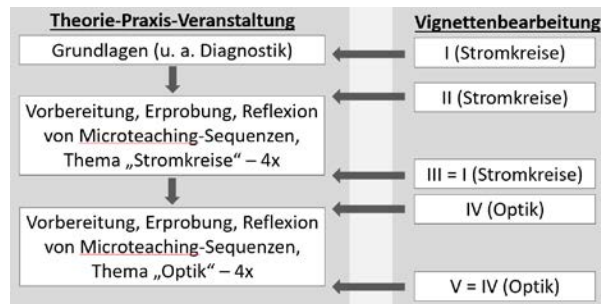 Theorie-Praxis-Veranstaltung
Grundlagen (u. a. Diagnostik)
Vorbereitung, Erprobung, Reflexion
von Microteaching-Sequenzen,
Thema „Stromkreise“ – 4x
Vorbereitung, Erprobung, Reflexion
von Microteaching-Sequenzen,
Thema „Optik“ – 4x
Vignettenbearbeitung
I (Stromkreise)
II (Stromkreise)
III = I (Stromkreise)
IV (Optik)
V = IV (Optik)